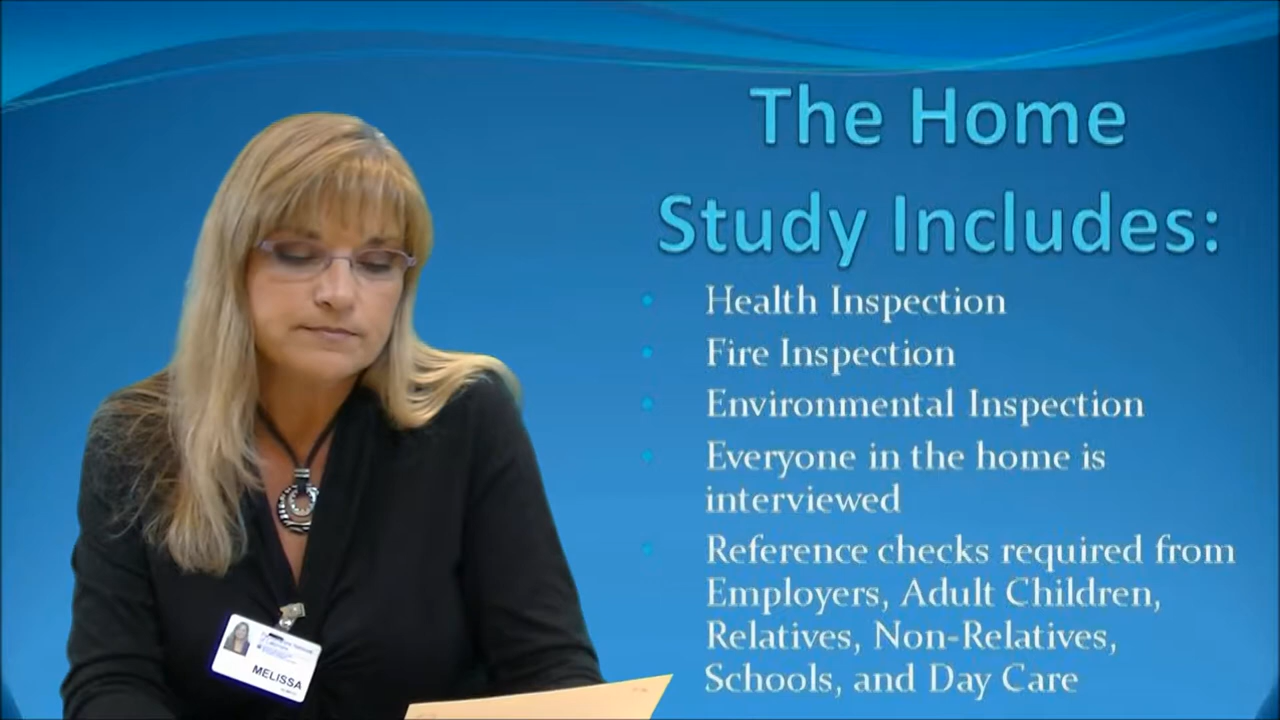 The Home
Study Includes:
Health Inspection
Fire Inspection
Environmental Inspection
Everyone in the home is
interviewed
Reference checks required from
Employers, Adult Children,
Relatives, Non-Relatives,
Schools, and Day Care
MELISSA